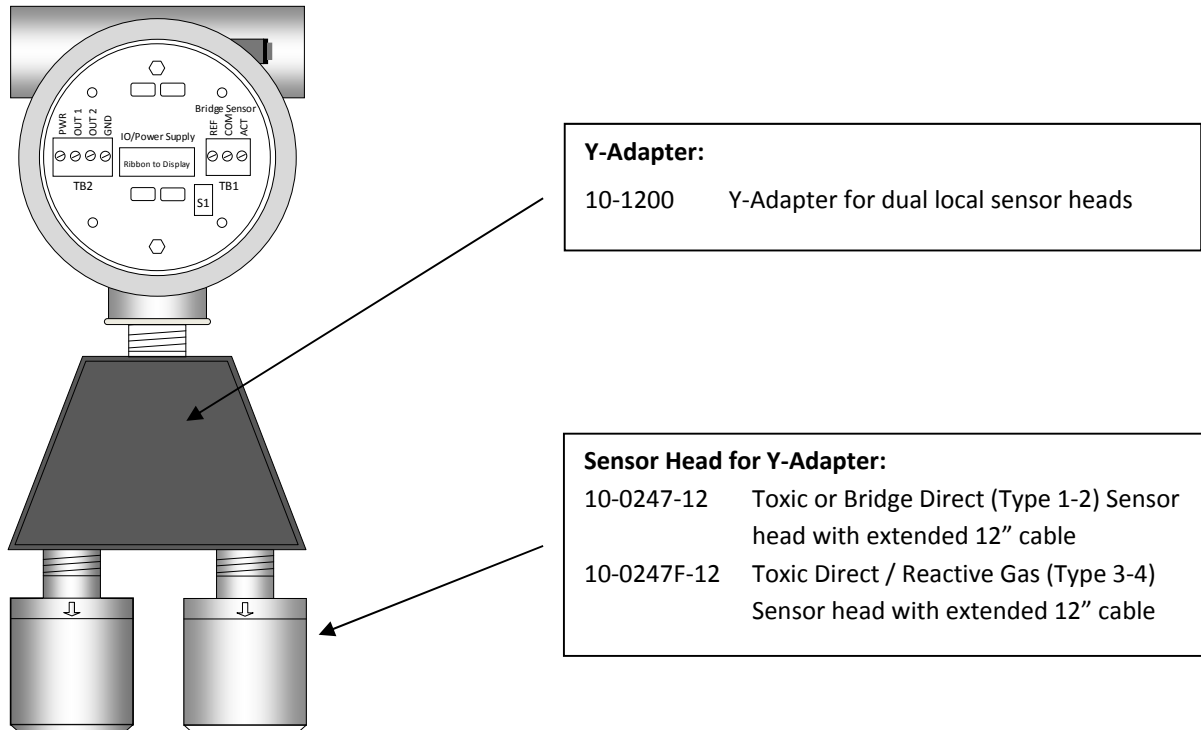 PWR
OUT 1
OUT 2
GND
IO/Power Supply
Ribbon to Display
TB2
Bridge Sensor
REF
COM
ACT
TB1
S1
Y-Adapter:
10-1200 Y-Adapter for dual local sensor heads
Sensor Head for Y-Adapter:
10-0247-12 Toxic or Bridge Direct (Type 1-2) Sensor
head with extended 12” cable
10-0247F-12 Toxic Direct / Reactive Gas (Type 3-4)
Sensor head with extended 12” cable